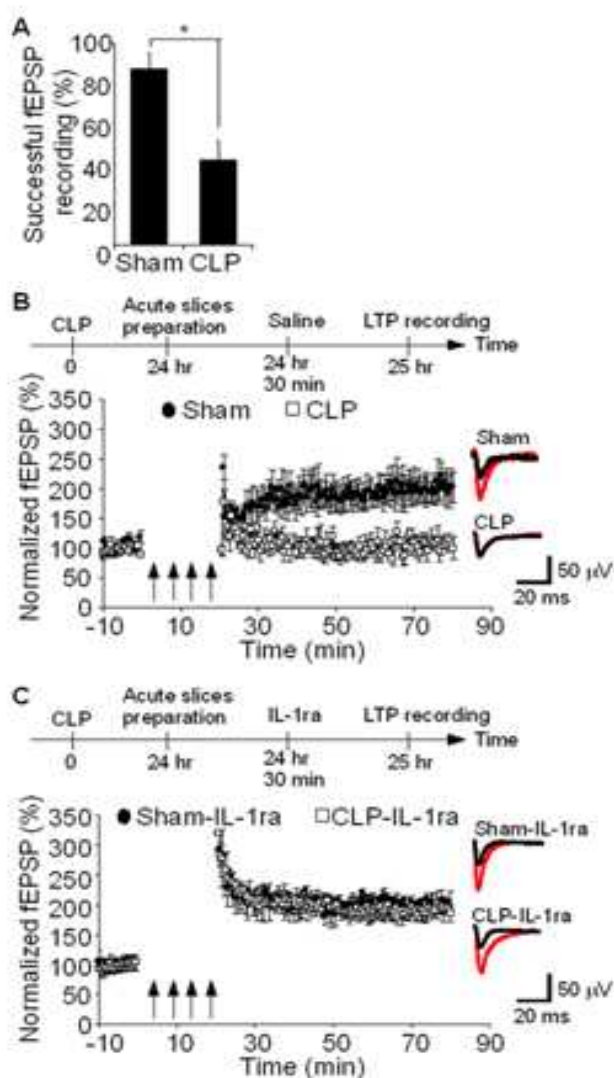 A
Successful fEPSP
recording (%)
100
80
60
40
20
0
*
Sham CLP
B
CLP
Acute slices
preparation
Saline
LTP recording
Time
0
24 hr
24 hr
30 min
25 hr
Normalized fEPSP (%)
350
300
250
200
150
100
50
0
● Sham □ CLP
Sham
CLP
50 μV
20 ms
-10 10 30 50 70 90
Time (min)
C
CLP
Acute slices
preparation
IL-1ra
LTP recording
Time
0
24 hr
24 hr
30 min
25 hr
Normalized fEPSP (%)
350
300
250
200
150
100
50
0
● Sham-IL-1ra □ CLP-IL-1ra
Sham-IL-1ra
CLP-IL-1ra
50 μV
20 ms
-10 10 30 50 70 90
Time (min)